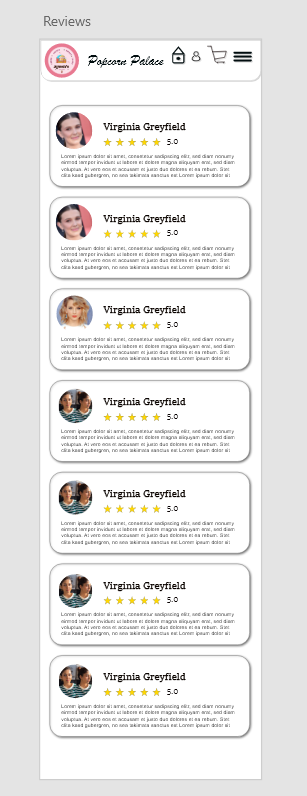 Reviews
Popcorn Palace
Virginia Greyfield
5.0
Lorem ipsum dolor sit amet, consetetur sadipscing elitr, sed diam nonumy
eirmod tempor invidunt ut labore et dolore magna aliquyam erat, sed diam
voluptua. At vero eos et accusam et justo duo dolores et ea rebum. Stet
clita kasd gubergren, no sea takimata sanctus est Lorem ipsum dolor sit
Virginia Greyfield
5.0
Lorem ipsum dolor sit amet, consetetur sadipscing elitr, sed diam nonumy
eirmod tempor invidunt ut labore et dolore magna aliquyam erat, sed diam
voluptua. At vero eos et accusam et justo duo dolores et ea rebum. Stet
clita kasd gubergren, no sea takimata sanctus est Lorem ipsum dolor sit
Virginia Greyfield
5.0
Lorem ipsum dolor sit amet, consetetur sadipscing elitr, sed diam nonumy
eirmod tempor invidunt ut labore et dolore magna aliquyam erat, sed diam
voluptua. At vero eos et accusam et justo duo dolores et ea rebum. Stet
clita kasd gubergren, no sea takimata sanctus est Lorem ipsum dolor sit
Virginia Greyfield
5.0
Lorem ipsum dolor sit amet, consetetur sadipscing elitr, sed diam nonumy
eirmod tempor invidunt ut labore et dolore magna aliquyam erat, sed diam
voluptua. At vero eos et accusam et justo duo dolores et ea rebum. Stet
clita kasd gubergren, no sea takimata sanctus est Lorem ipsum dolor sit
Virginia Greyfield
5.0
Lorem ipsum dolor sit amet, consetetur sadipscing elitr, sed diam nonumy
eirmod tempor invidunt ut labore et dolore magna aliquyam erat, sed diam
voluptua. At vero eos et accusam et justo duo dolores et ea rebum. Stet
clita kasd gubergren, no sea takimata sanctus est Lorem ipsum dolor sit
Virginia Greyfield
5.0
Lorem ipsum dolor sit amet, consetetur sadipscing elitr, sed diam nonumy
eirmod tempor invidunt ut labore et dolore magna aliquyam erat, sed diam
voluptua. At vero eos et accusam et justo duo dolores et ea rebum. Stet
clita kasd gubergren, no sea takimata sanctus est Lorem ipsum dolor sit
Virginia Greyfield
5.0
Lorem ipsum dolor sit amet, consetetur sadipscing elitr, sed diam nonumy
eirmod tempor invidunt ut labore et dolore magna aliquyam erat, sed diam
voluptua. At vero eos et accusam et justo duo dolores et ea rebum. Stet
clita kasd gubergren, no sea takimata sanctus est Lorem ipsum dolor sit